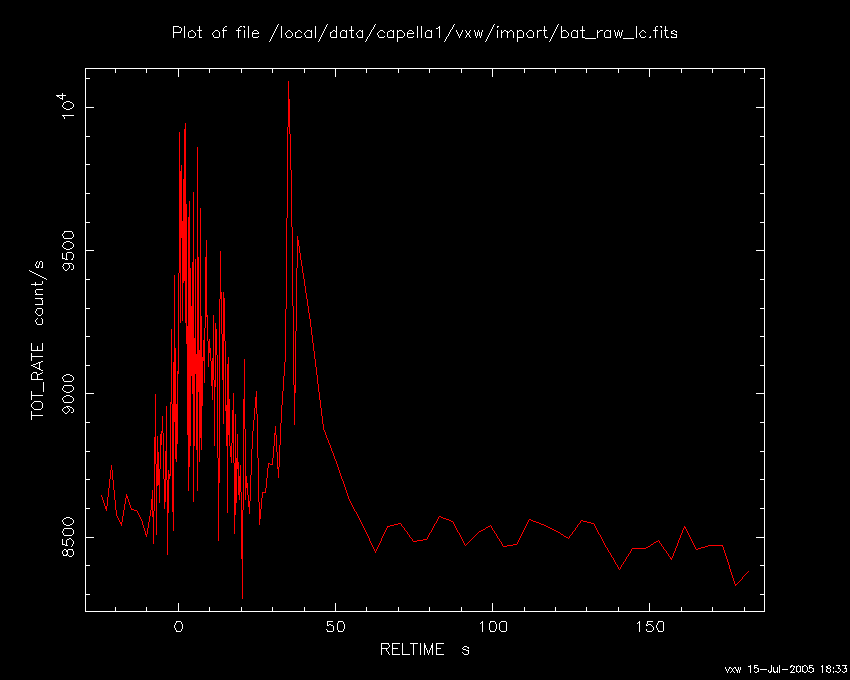 Plot of file /local/data/capella1/vxw/import/bat_raw_lc.fits
10⁴
9500
9000
8500
TOT_RATE count/s
0 50 100 150
RELTIME s
vxw 15-Jul-2005 18:33